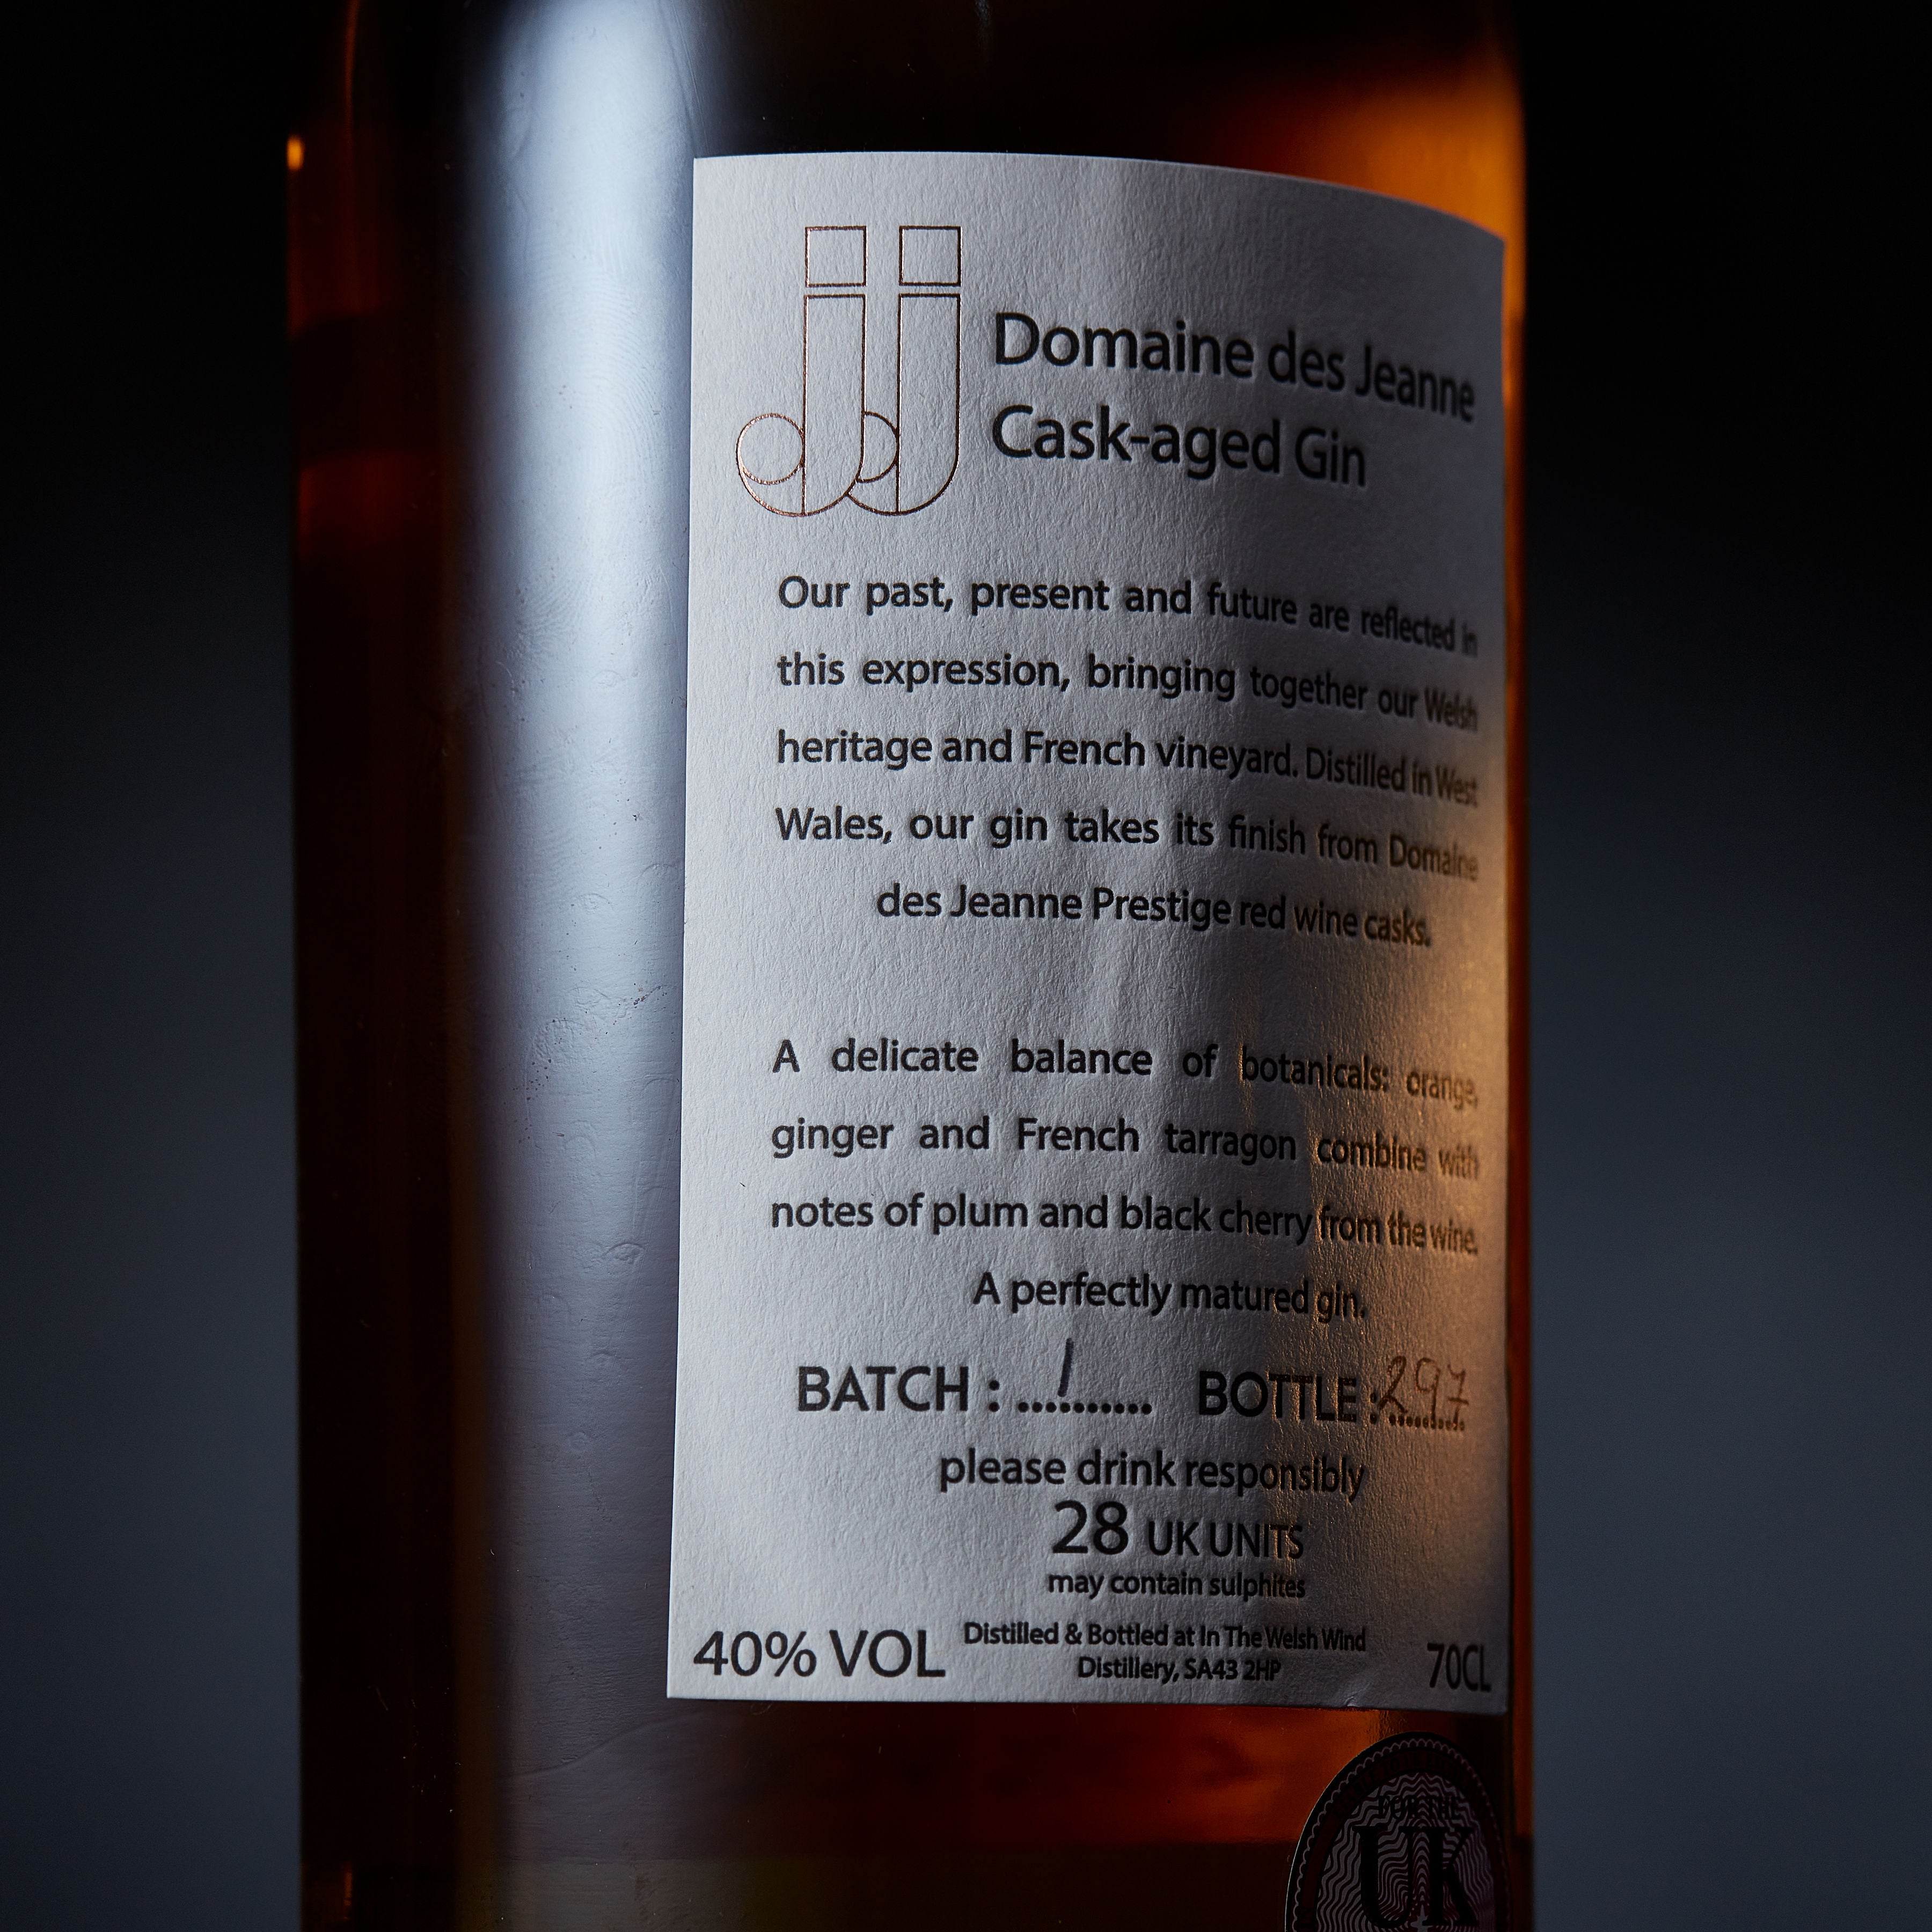 jj
Domaine des Jeanne
Cask-aged Gin
Our past, present and future are reflected in
this expression, bringing together our Welsh
heritage and French vineyard. Distilled in West
Wales, our gin takes its finish from Domaine
des Jeanne Prestige red wine casks.
A delicate balance of botanicals: orange,
ginger and French tarragon combine with
notes of plum and black cherry from the wine.
A perfectly matured gin.
BATCH : 1 BOTTLE : 297
please drink responsibly
28 UK UNITS
may contain sulphites
40% VOL
Distilled & Bottled at In The Welsh Wind
Distillery, SA43 2HP
70CL
FOR THE
UK